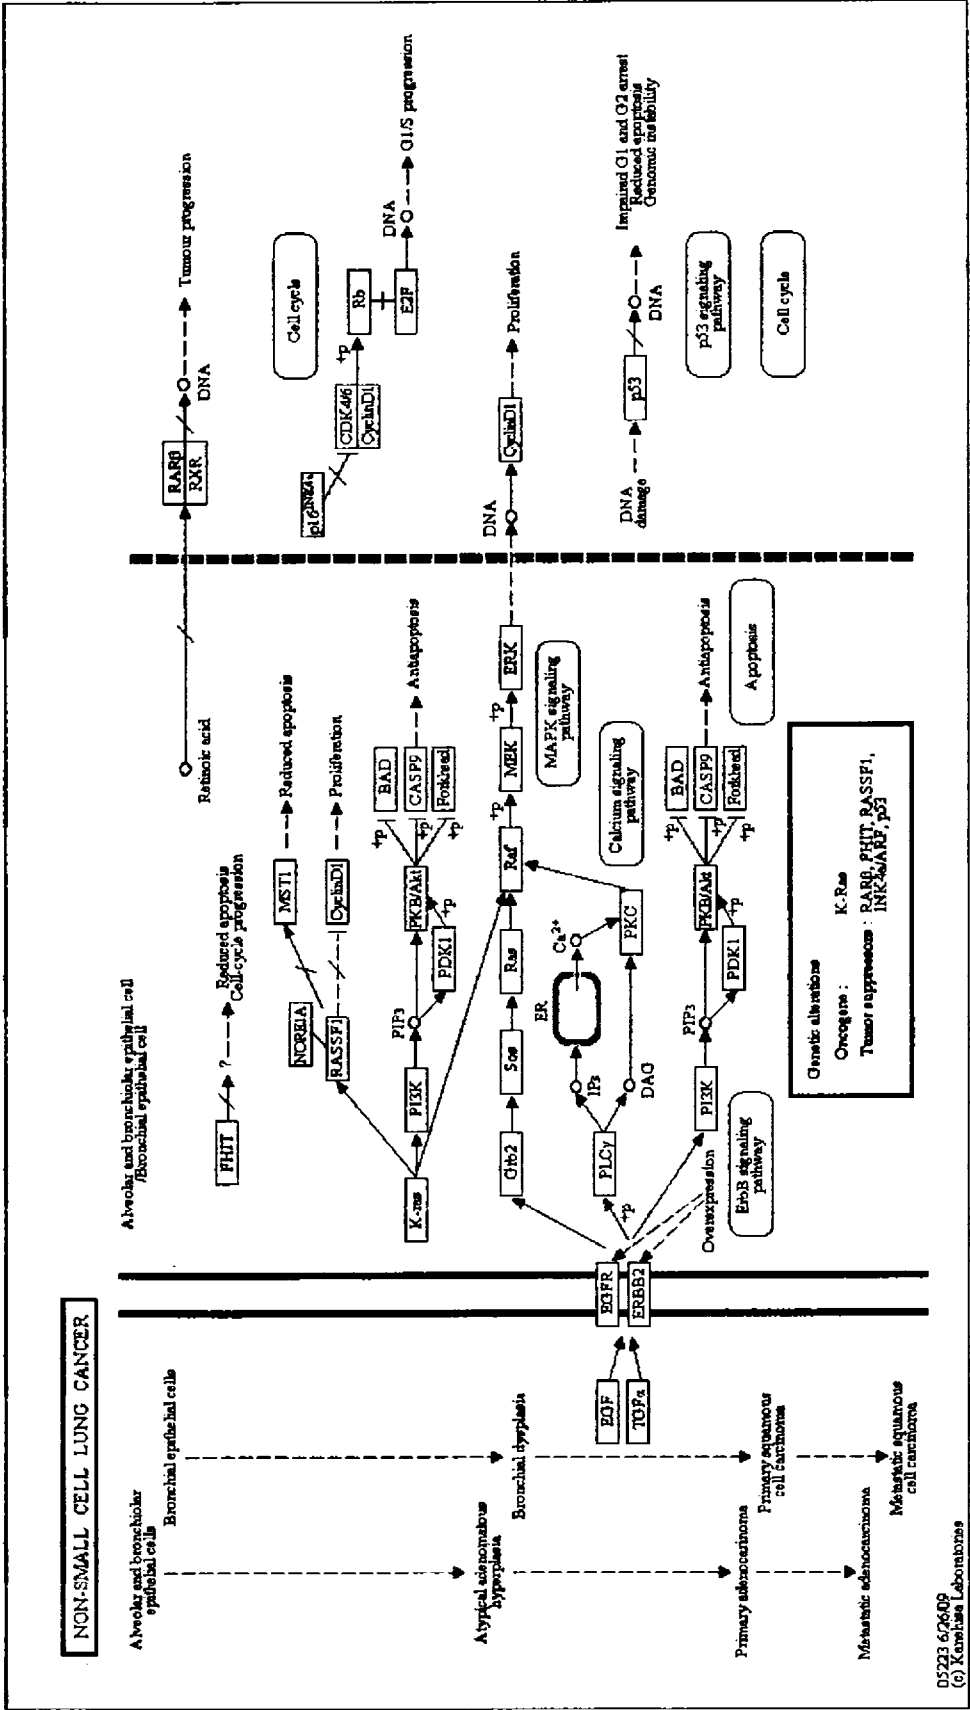 NON-SMALL CELL LUNG CANCER
Alveolar and bronchiolar
epithelial cells
Bronchial epithelial cells
Atypical adenomatous
hyperplasia
Bronchial dysplasia
Primary adenocarcinoma
Primary squamous
cell carcinoma
Metastatic adenocarcinoma
Metastatic squamous
cell carcinoma
EGF
TGFα
EGFR
ERBB2
Overexpression
Alveolar and bronchiolar epithelial cell
/Bronchial epithelial cell
FHIT
?
Reduced apoptosis
Cell-cycle progression
NORE1A
RASSF1
MST1
Reduced apoptosis
CyclinD1
Proliferation
K-ras
PI3K
PIP3
PDK1
+p
PKB/Akt
+p
+p
+p
BAD
CASP9
Forkhead
Antiapoptosis
Grb2
Sos
Ras
Raf
+p
MEK
+p
ERK
MAPK signaling
pathway
+p
PLCγ
IP3
DAG
ER
Ca2+
PKC
Calcium signaling
pathway
PI3K
PIP3
PDK1
+p
PKB/Akt
+p
+p
+p
BAD
CASP9
Forkhead
Antiapoptosis
ErbB signaling
pathway
Apoptosis
Retinoic acid
RARβ
RXR
DNA
Tumour progression
p16INK4a
CDK4/6
CyclinD1
+p
Rb
E2F
DNA
G1/S progression
Cell cycle
DNA
CyclinD1
Proliferation
DNA
damage
p53
DNA
Impaired G1 and G2 arrest
Reduced apoptosis
Genomic instability
p53 signaling
pathway
Cell cycle
Genetic alterations
Oncogene : K-Ras
Tumor suppressors : RARβ, FHIT, RASSF1,
INK4a/ARF, p53
05223 6/26/09
(c) Kanehisa Laboratories